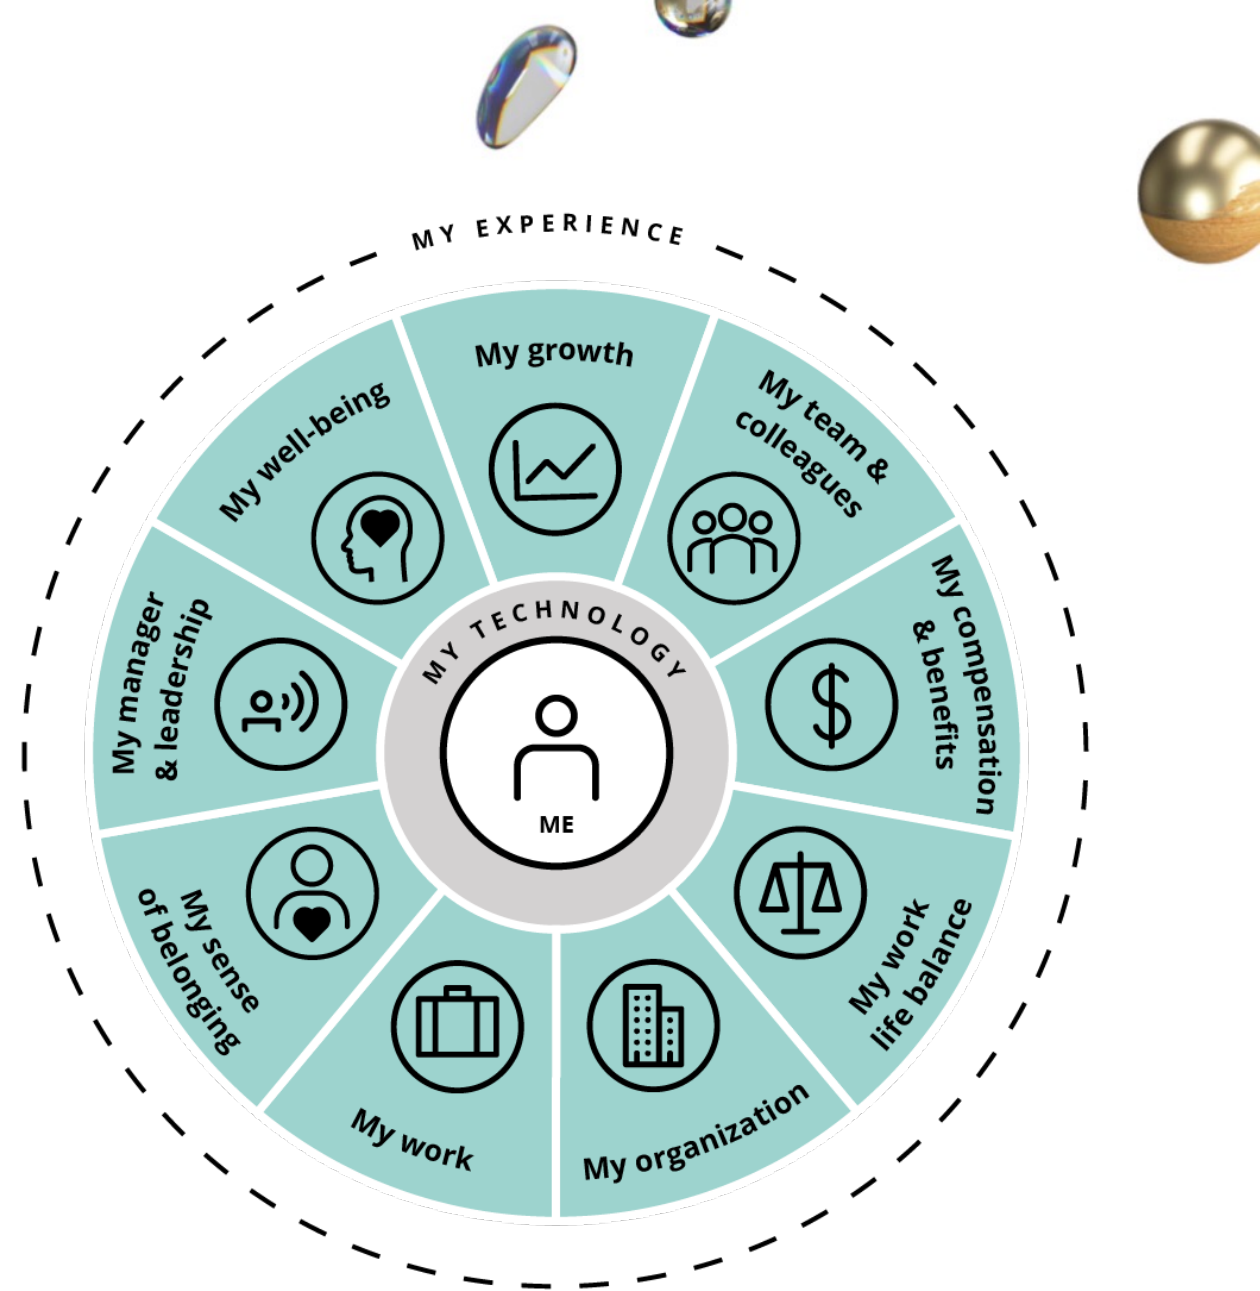 MY EXPERIENCE
My growth
My team &
colleagues
My compensation
& benefits
My work
life balance
My organization
My work
My sense
of belonging
My manager
& leadership
My well-being
MY TECHNOLOGY
ME